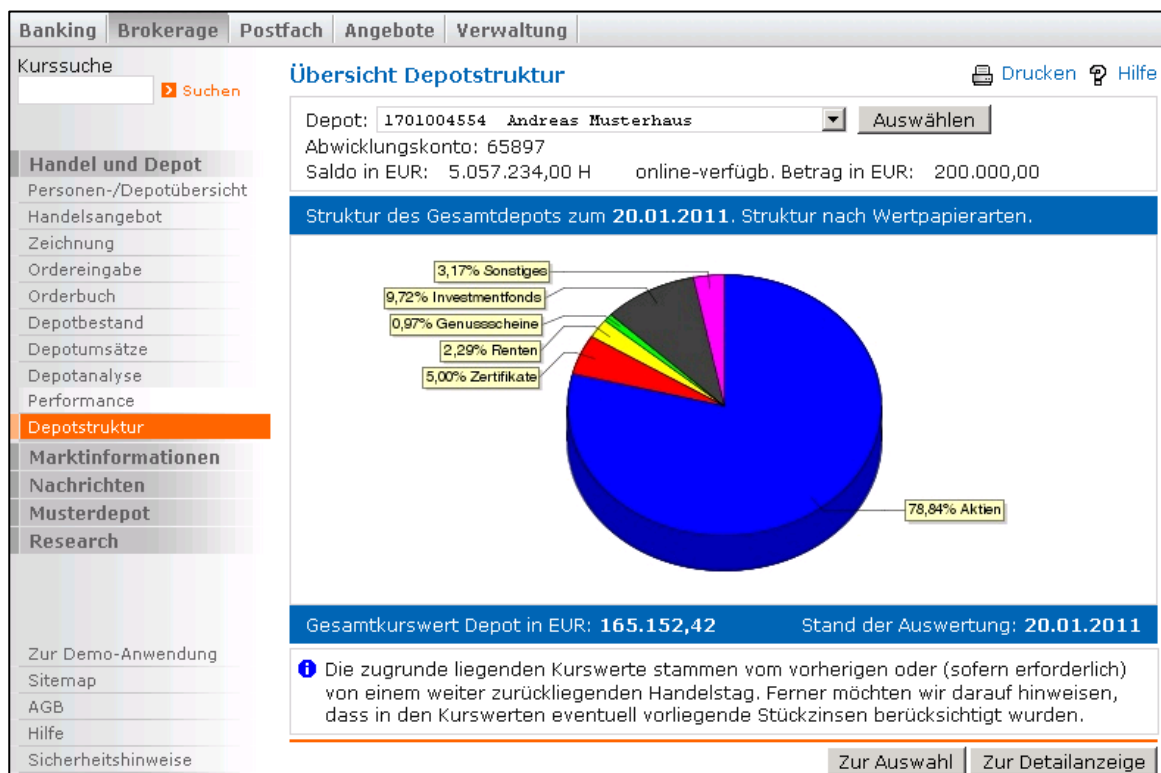 Banking Brokerage Postfach Angebote Verwaltung
Kurssuche
Suchen
Handel und Depot
Personen-/Depotübersicht
Handelsangebot
Zeichnung
Ordereingabe
Orderbuch
Depotbestand
Depotumsätze
Depotanalyse
Performance
Depotstruktur
Marktinformationen
Nachrichten
Musterdepot
Research
Zur Demo-Anwendung
Sitemap
AGB
Hilfe
Sicherheitshinweise
Übersicht Depotstruktur
Drucken Hilfe
Depot: 1701004554 Andreas Musterhaus Auswählen
Abwicklungskonto: 65897
Saldo in EUR: 5.057.234,00 H online-verfügb. Betrag in EUR: 200.000,00
Struktur des Gesamtdepots zum 20.01.2011. Struktur nach Wertpapierarten.
3,17% Sonstiges
9,72% Investmentfonds
0,97% Genussscheine
2,29% Renten
5,00% Zertifikate
78,84% Aktien
Gesamtkurswert Depot in EUR: 165.152,42 Stand der Auswertung: 20.01.2011
Die zugrunde liegenden Kurswerte stammen vom vorherigen oder (sofern erforderlich)
von einem weiter zurückliegenden Handelstag. Ferner möchten wir darauf hinweisen,
dass in den Kurswerten eventuell vorliegende Stückzinsen berücksichtigt wurden.
Zur Auswahl Zur Detailanzeige